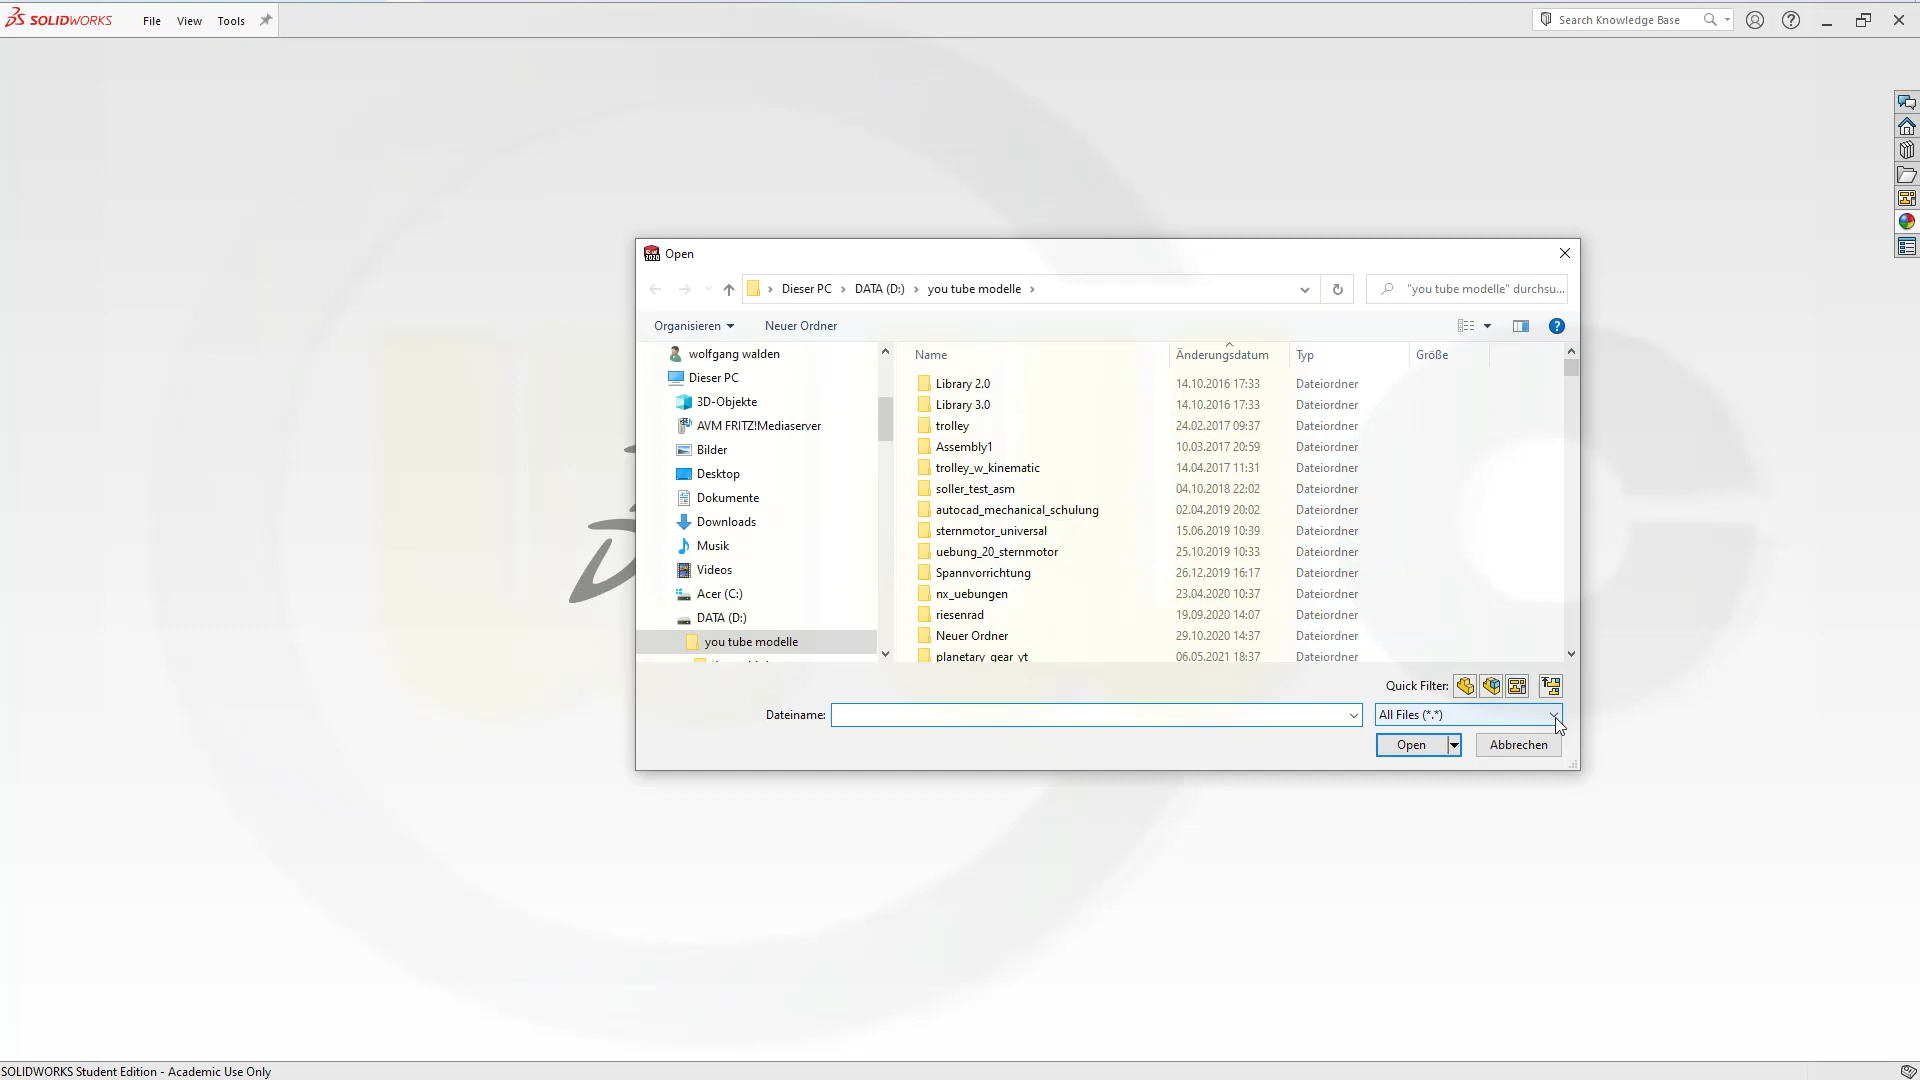 SOLIDWORKS File View Tools
Search Knowledge Base
Open
Dieser PC › DATA (D:) › you tube modelle ›
"you tube modelle" durchsu...
Organisieren Neuer Ordner
wolfgang walden
Dieser PC
3D-Objekte
AVM FRITZ!Mediaserver
Bilder
Desktop
Dokumente
Downloads
Musik
Videos
Acer (C:)
DATA (D:)
you tube modelle
Name Änderungsdatum Typ Größe
Library 2.0 14.10.2016 17:33 Dateiordner
Library 3.0 14.10.2016 17:33 Dateiordner
trolley 24.02.2017 09:37 Dateiordner
Assembly1 10.03.2017 20:59 Dateiordner
trolley_w_kinematic 14.04.2017 11:31 Dateiordner
soller_test_asm 04.10.2018 22:02 Dateiordner
autocad_mechanical_schulung 02.04.2019 20:02 Dateiordner
sternmotor_universal 15.06.2019 10:39 Dateiordner
uebung_20_sternmotor 25.10.2019 10:33 Dateiordner
Spannvorrichtung 26.12.2019 16:17 Dateiordner
nx_uebungen 23.04.2020 10:37 Dateiordner
riesenrad 19.09.2020 14:07 Dateiordner
Neuer Ordner 29.10.2020 14:37 Dateiordner
planetary_gear_yt 06.05.2021 18:37 Dateiordner
Quick Filter:
Dateiname: All Files (*.*)
Open Abbrechen
SOLIDWORKS Student Edition - Academic Use Only